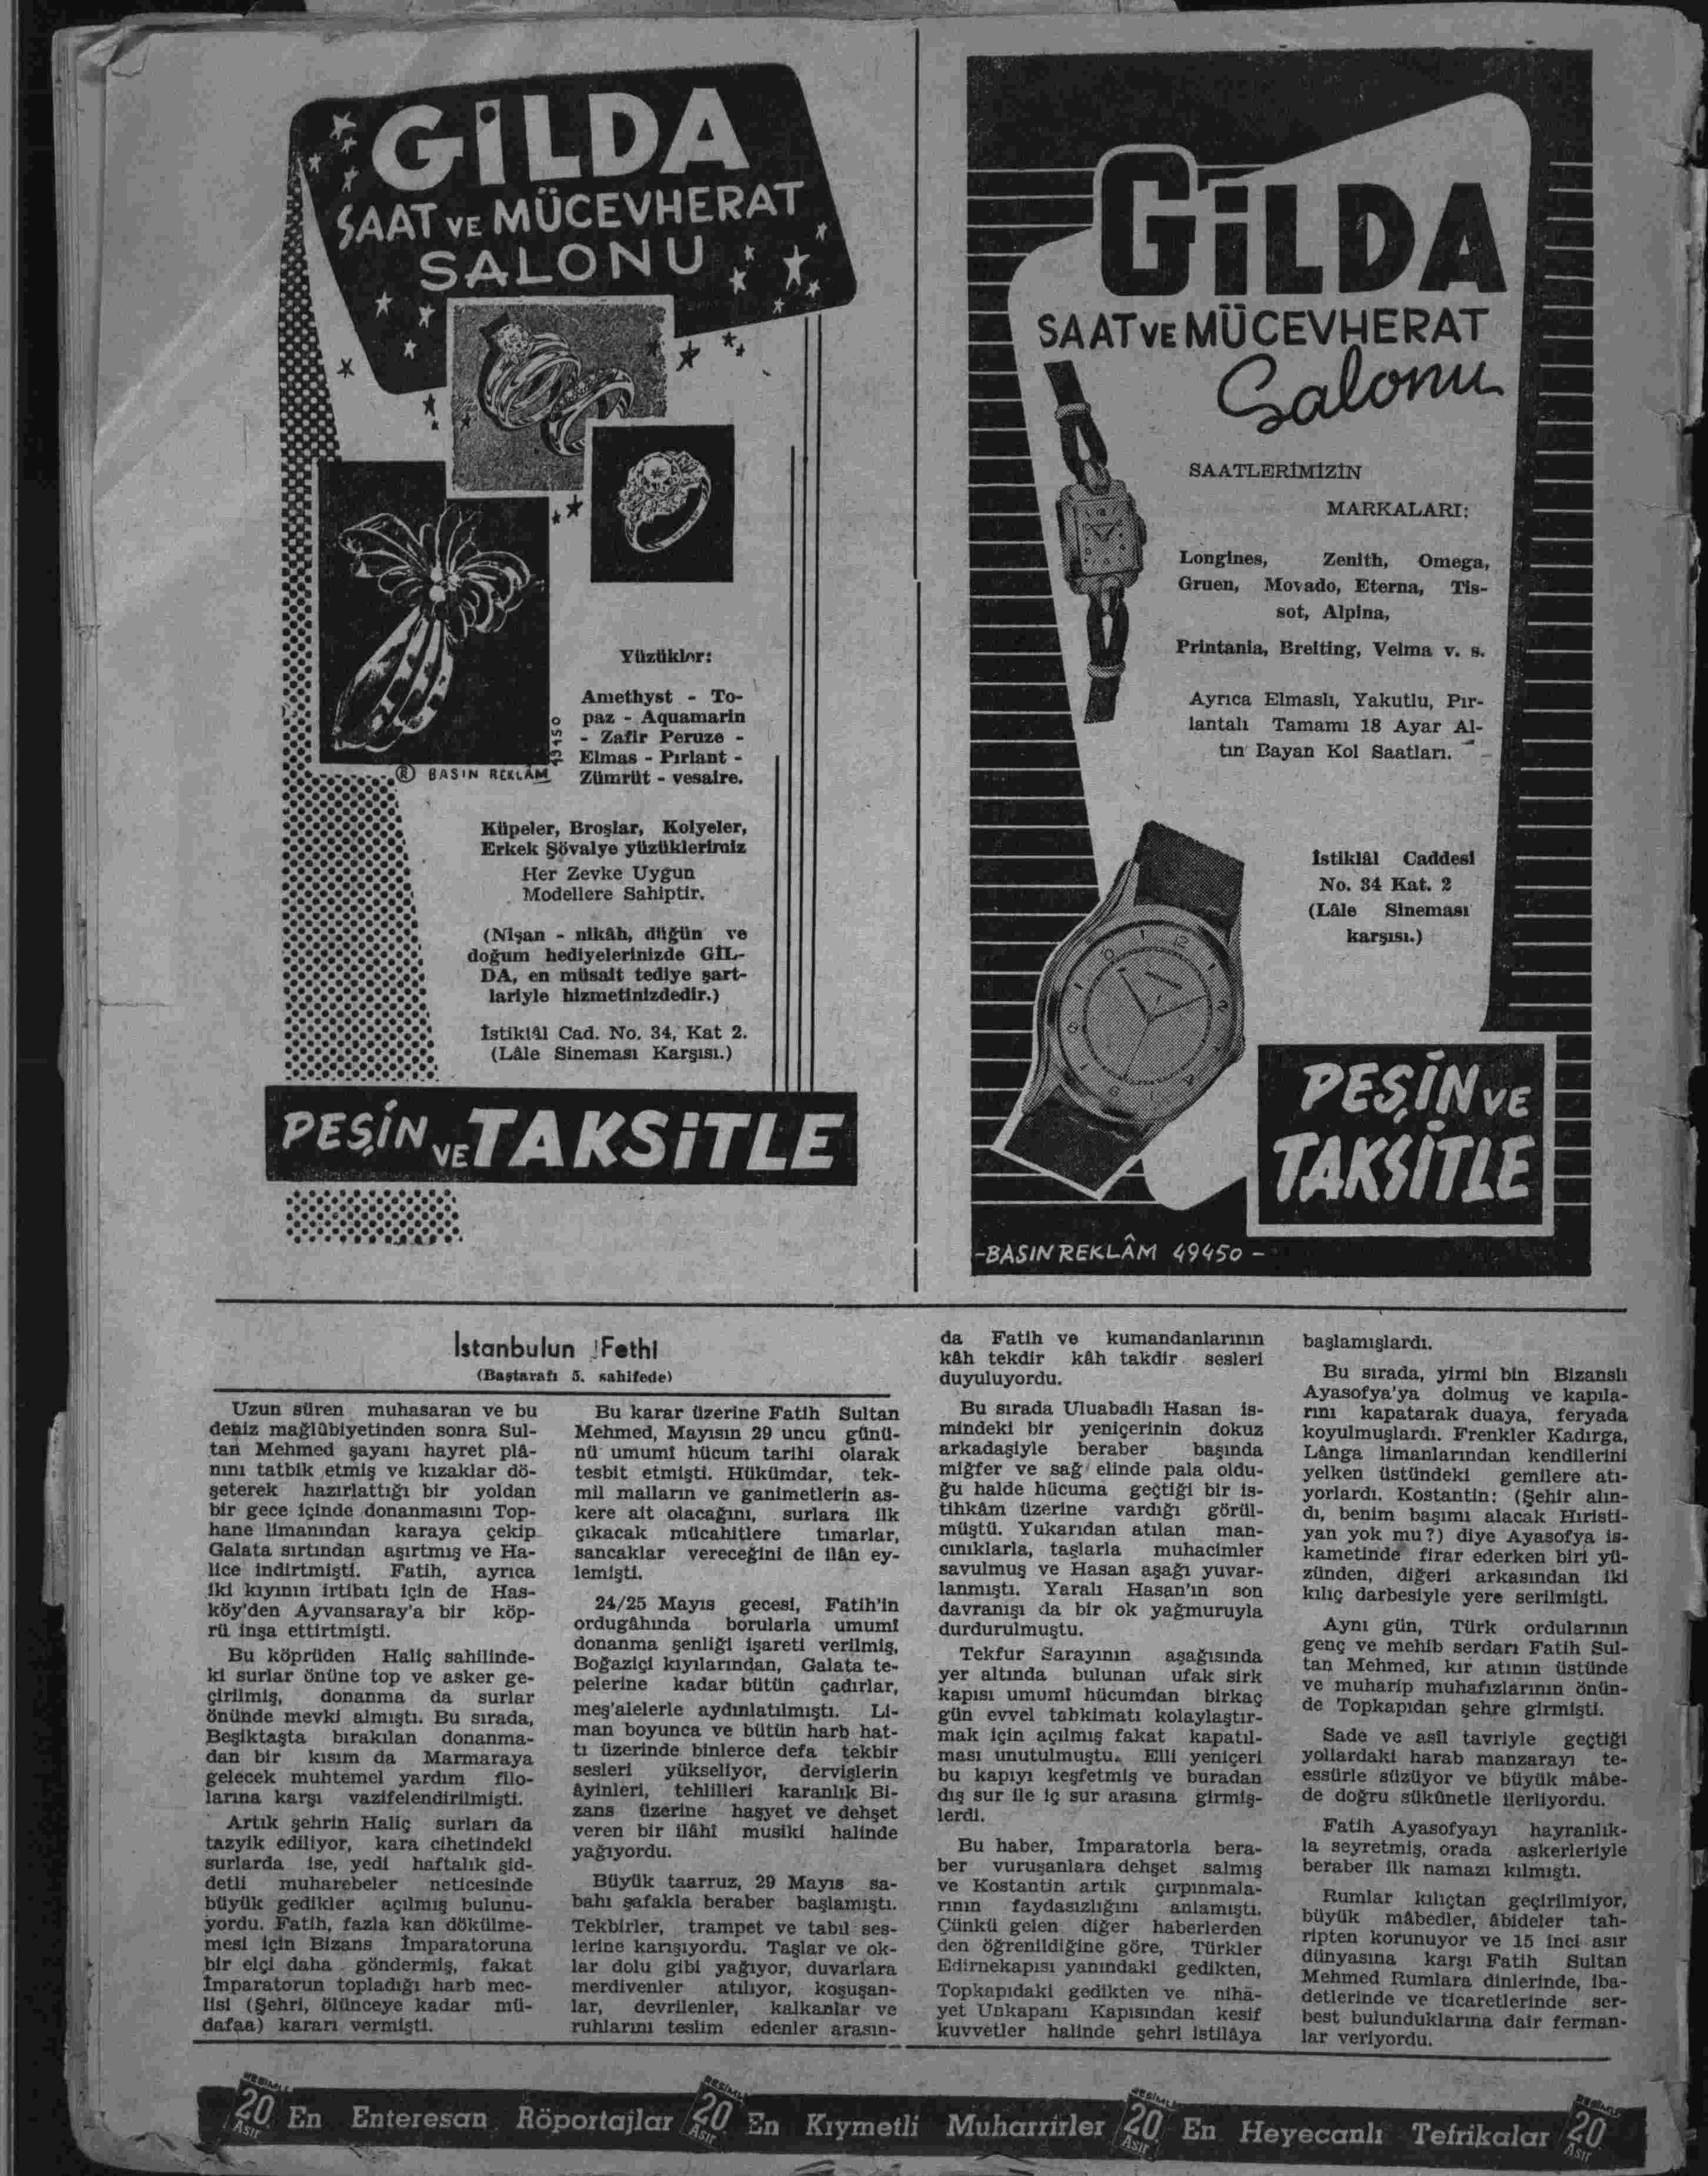 GİLDA
SAAT VE MÜCEVHERAT
SALONU
Yüzükler:
Amethyst - To-
paz - Aquamarin
- Zafir Peruze -
Elmas - Pırlant -
Zümrüt - vesaire.
® BASIN REKLÂM
Küpeler, Broşlar, Kolyeler,
Erkek Şövalye yüzüklerimiz
Her Zevke Uygun
Modellere Sahiptir.
(Nişan - nikâh, düğün ve
doğum hediyelerinizde GİL-
DA, en müsait tediye şart-
lariyle hizmetinizdedir.)
İstiklâl Cad. No. 34, Kat 2.
(Lâle Sineması Karşısı.)
PEŞİN VE TAKSİTLE
GİLDA
SAAT VE MÜCEVHERAT
Salonu
SAATLERİMİZİN
MARKALARI:
Longines, Zenith, Omega,
Gruen, Movado, Eterna, Tis-
sot, Alpina,
Printania, Breiting, Velma v. s.
Ayrıca Elmaslı, Yakutlu, Pır-
lantalı Tamamı 18 Ayar Al-
tın Bayan Kol Saatları.
İstiklâl Caddesi
No. 34 Kat. 2
(Lâle Sineması
karşısı.)
PEŞİN VE
TAKSİTLE
-BASIN REKLÂM 49450 -
İstanbulun Fethi
(Baştarafı 5. sahifede)
Uzun süren muhasaran ve bu
deniz mağlûbiyetinden sonra Sul-
tan Mehmed şayanı hayret plâ-
nını tatbik etmiş ve kızaklar dö-
şeterek hazırlattığı bir yoldan
bir gece içinde donanmasını Top-
hane limanından karaya çekip
Galata sırtından aşırtmış ve Ha-
lice indirtmişti. Fatih, ayrıca
iki kıyının irtibatı için de Has-
köy'den Ayvansaray'a bir köp-
rü inşa ettirtmişti.
Bu köprüden Haliç sahilinde-
ki surlar önüne top ve asker ge-
çirilmiş, donanma da surlar
önünde mevki almıştı. Bu sırada,
Beşiktaşta bırakılan donanma-
dan bir kısım da Marmaraya
gelecek muhtemel yardım filo-
larına karşı vazifelendirilmişti.
Artık şehrin Haliç surları da
tazyik ediliyor, kara cihetindeki
surlarda ise, yedi haftalık şid-
detli muharebeler neticesinde
büyük gedikler açılmış bulunu-
yordu. Fatih, fazla kan dökülme-
mesi için Bizans İmparatoruna
bir elçi daha göndermiş, fakat
İmparatorun topladığı harb mec-
lisi (Şehri, ölünceye kadar mü-
dafaa) kararı vermişti.
Bu karar üzerine Fatih Sultan
Mehmed, Mayısın 29 uncu günü-
nü umumî hücum tarihi olarak
tesbit etmişti. Hükümdar, tek-
mil malların ve ganimetlerin as-
kere ait olacağını, surlara ilk
çıkacak mücahitlere tımarlar,
sancaklar vereceğini de ilân ey-
lemişti.
24/25 Mayıs gecesi, Fatih'in
ordugâhında borularla umumî
donanma şenliği işareti verilmiş,
Boğaziçi kıyılarından, Galata te-
pelerine kadar bütün çadırlar,
meş'alelerle aydınlatılmıştı. Li-
man boyunca ve bütün harb hat-
tı üzerinde binlerce defa tekbir
sesleri yükseliyor, dervişlerin
âyinleri, tehlilleri karanlık Bi-
zans üzerine haşyet ve dehşet
veren bir ilâhî musiki halinde
yağıyordu.
Büyük taarruz, 29 Mayıs sa-
bahı şafakla beraber başlamıştı.
Tekbirler, trampet ve tabıl ses-
lerine karışıyordu. Taşlar ve ok-
lar dolu gibi yağıyor, duvarlara
merdivenler atılıyor, koşuşan-
lar, devrilenler, kalkanlar ve
ruhlarını teslim edenler arasın-
da Fatih ve kumandanlarının
kâh tekdir kâh takdir sesleri
duyuluyordu.
Bu sırada Uluabadlı Hasan is-
mindeki bir yeniçerinin dokuz
arkadaşiyle beraber başında
miğfer ve sağ elinde pala oldu-
ğu halde hücuma geçtiği bir is-
tihkâm üzerine vardığı görül-
müştü. Yukarıdan atılan man-
cınıklarla, taşlarla muhacimler
savulmuş ve Hasan aşağı yuvar-
lanmıştı. Yaralı Hasan'ın son
davranışı da bir ok yağmuruyla
durdurulmuştu.
Tekfur Sarayının aşağısında
yer altında bulunan ufak sirk
kapısı umumî hücumdan birkaç
gün evvel tabkimatı kolaylaştır-
mak için açılmış fakat kapatıl-
ması unutulmuştu. Elli yeniçeri
bu kapıyı keşfetmiş ve buradan
dış sur ile iç sur arasına girmiş-
lerdi.
Bu haber, İmparatorla bera-
ber vuruşanlara dehşet salmış
ve Kostantin artık çırpınmala-
rının faydasızlığını anlamıştı.
Çünkü gelen diğer haberlerden
den öğrenildiğine göre, Türkler
Edirnekapısı yanındaki gedikten,
Topkapıdaki gedikten ve niha-
yet Unkapanı Kapısından kesif
kuvvetler halinde şehri istilâya
başlamışlardı.
Bu sırada, yirmi bin Bizanslı
Ayasofya'ya dolmuş ve kapıla-
rını kapatarak duaya, feryada
koyulmuşlardı. Frenkler Kadırga,
Lânga limanlarından kendilerini
yelken üstündeki gemilere atı-
yorlardı. Kostantin: (Şehir alın-
dı, benim başımı alacak Hıristi-
yan yok mu?) diye Ayasofya is-
kametinde firar ederken biri yü-
zünden, diğeri arkasından iki
kılıç darbesiyle yere serilmişti.
Aynı gün, Türk ordularının
genç ve mehib serdarı Fatih Sul-
tan Mehmed, kır atının üstünde
ve muharip muhafızlarının önün-
de Topkapıdan şehre girmişti.
Sade ve asîl tavriyle geçtiği
yollardaki harab manzarayı te-
essürle süzüyor ve büyük mâbe-
de doğru sükûnetle ilerliyordu.
Fatih Ayasofyayı hayranlık-
la seyretmiş, orada askerleriyle
beraber ilk namazı kılmıştı.
Rumlar kılıçtan geçirilmiyor,
büyük mâbedler, âbideler tah-
ripten korunuyor ve 15 inci asır
dünyasına karşı Fatih Sultan
Mehmed Rumlara dinlerinde, iba-
detlerinde ve ticaretlerinde ser-
best bulunduklarına dair ferman-
lar veriyordu.
RESİMLİ 20 ASIR En Enteresan Röportajlar RESİMLİ 20 ASIR En Kıymetli Muharrirler RESİMLİ 20 ASIR En Heyecanlı Tefrikalar RESİMLİ 20 ASIR